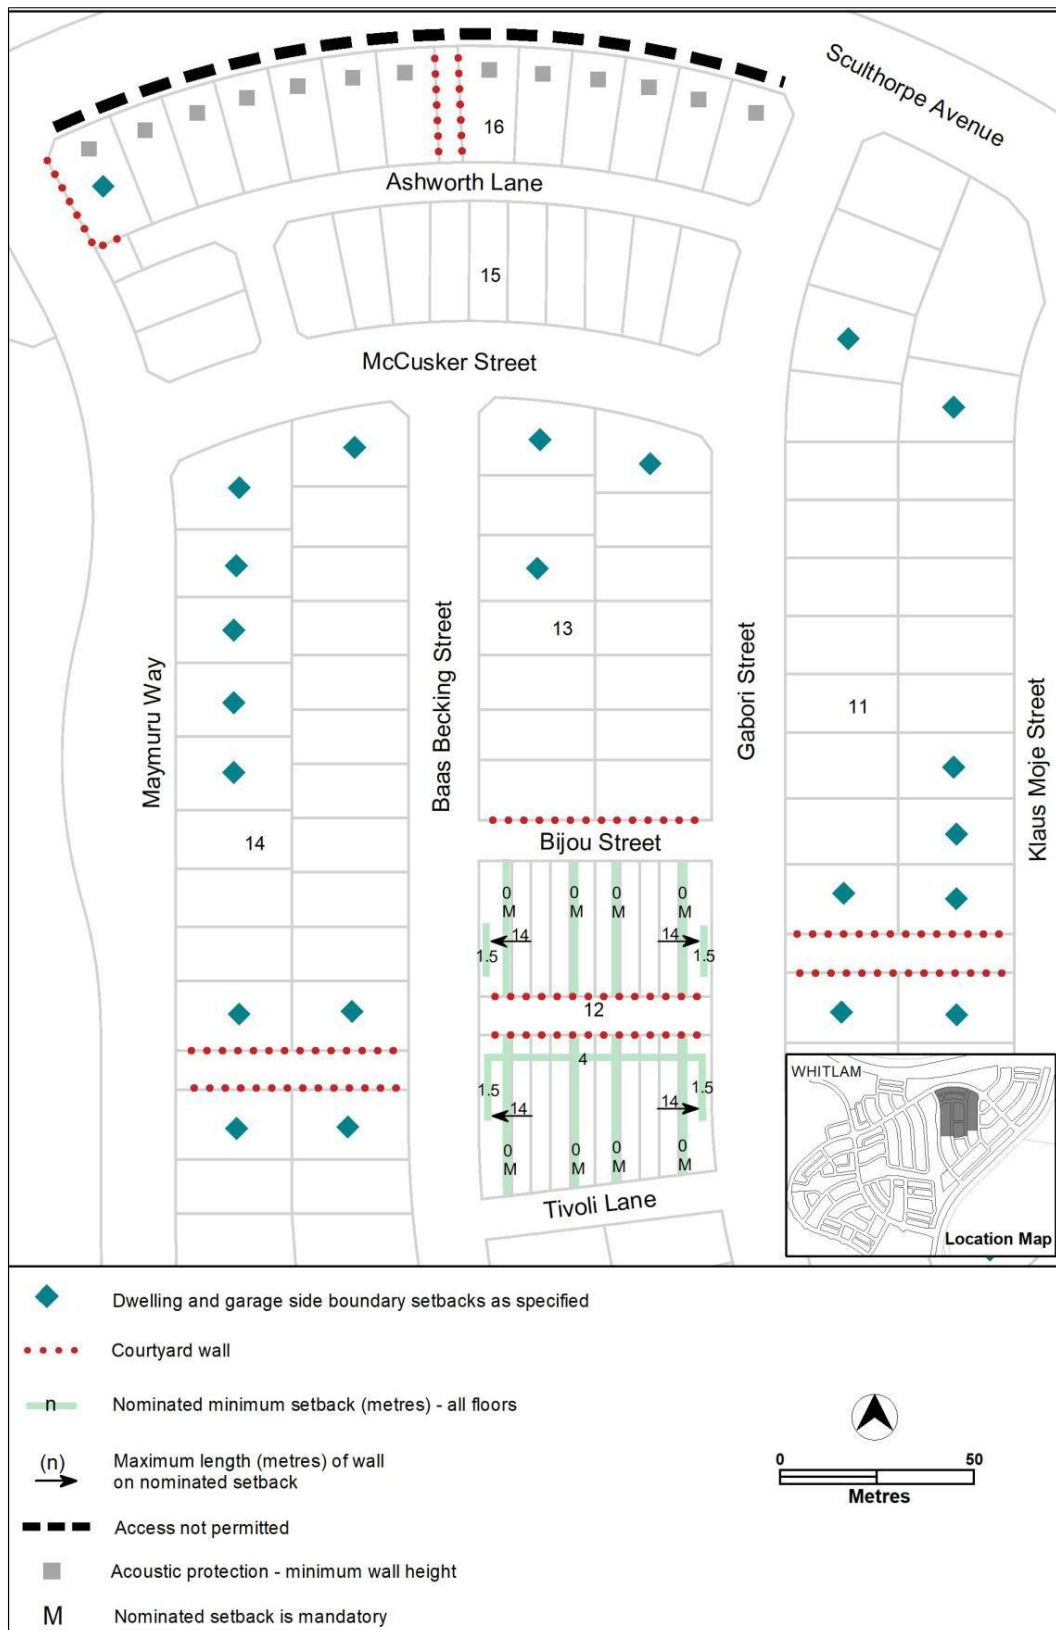 Sculthorpe Avenue
16
Ashworth Lane
15
McCusker Street
Maymuru Way
Baas Becking Street
13
Gabori Street
11
Klaus Moje Street
14
Bijou Street
0 0 0 0
M M M M
14 14
1.5 1.5
12
4
1.5 1.5
14 14
0 0 0 0
M M M M
Tivoli Lane
WHITLAM
Location Map
Dwelling and garage side boundary setbacks as specified
Courtyard wall
n Nominated minimum setback (metres) - all floors
(n) Maximum length (metres) of wall
on nominated setback
Access not permitted
Acoustic protection - minimum wall height
M Nominated setback is mandatory
0 50
Metres